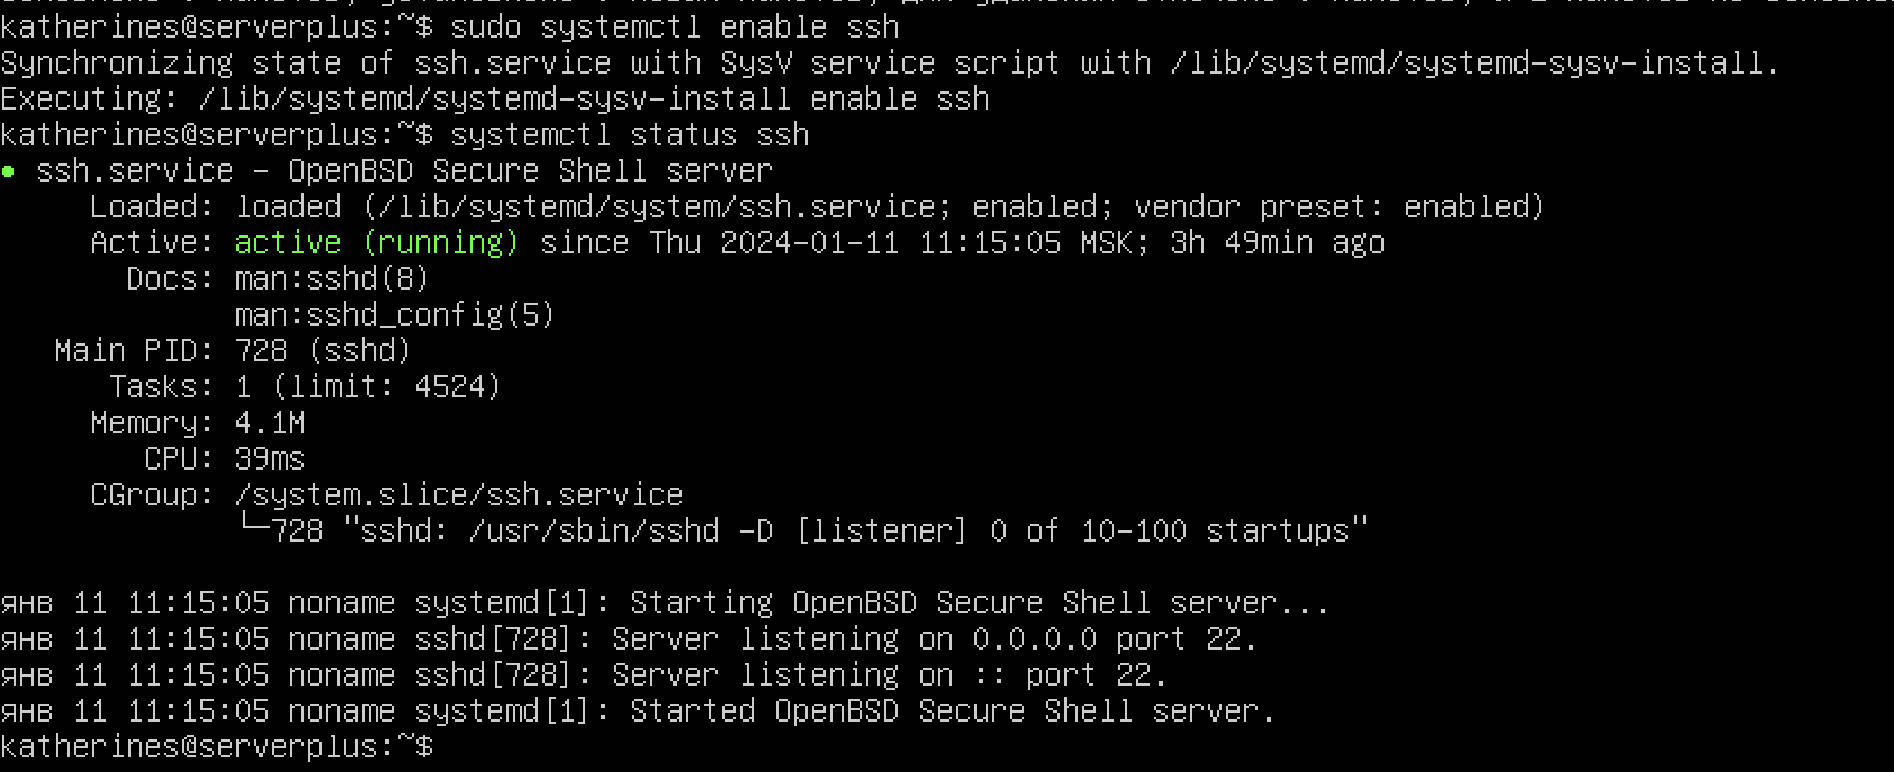 katherines@serverplus:~$ sudo systemctl enable ssh
Synchronizing state of ssh.service with SysV service script with /lib/systemd/systemd-sysv-install.
Executing: /lib/systemd/systemd-sysv-install enable ssh
katherines@serverplus:~$ systemctl status ssh
● ssh.service - OpenBSD Secure Shell server
     Loaded: loaded (/lib/systemd/system/ssh.service; enabled; vendor preset: enabled)
     Active: active (running) since Thu 2024-01-11 11:15:05 MSK; 3h 49min ago
       Docs: man:sshd(8)
             man:sshd_config(5)
   Main PID: 728 (sshd)
      Tasks: 1 (limit: 4524)
     Memory: 4.1M
        CPU: 39ms
     CGroup: /system.slice/ssh.service
             └─728 "sshd: /usr/sbin/sshd -D [listener] 0 of 10-100 startups"

янв 11 11:15:05 noname systemd[1]: Starting OpenBSD Secure Shell server...
янв 11 11:15:05 noname sshd[728]: Server listening on 0.0.0.0 port 22.
янв 11 11:15:05 noname sshd[728]: Server listening on :: port 22.
янв 11 11:15:05 noname systemd[1]: Started OpenBSD Secure Shell server.
katherines@serverplus:~$